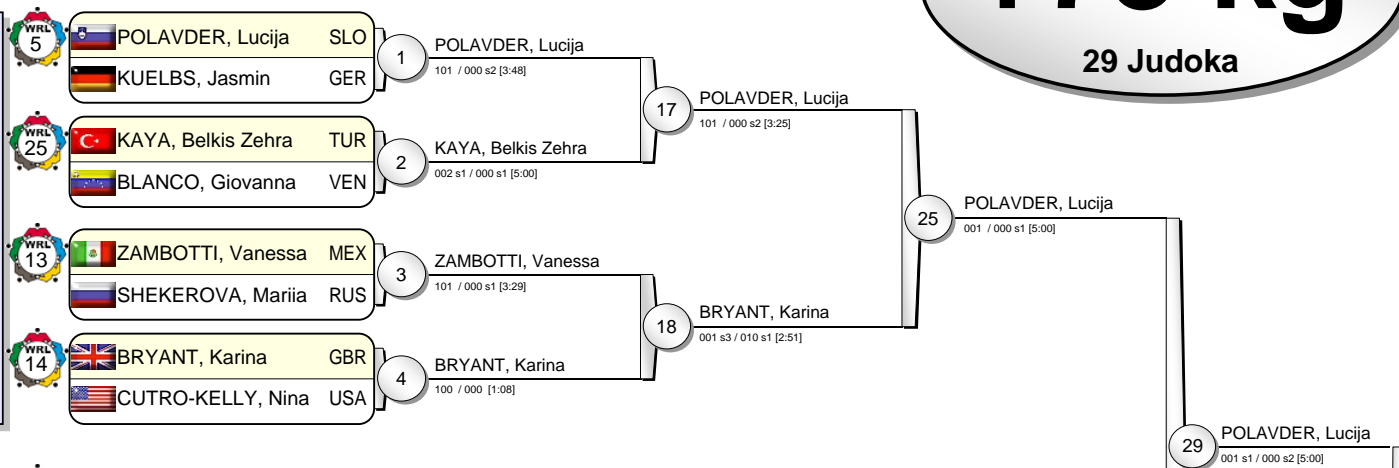 29 Judoka
WRL
5
POLAVDER, Lucija SLO
KUELBS, Jasmin GER
1
POLAVDER, Lucija
101 / 000 s2 [3:48]
WRL
25
KAYA, Belkis Zehra TUR
BLANCO, Giovanna VEN
2
KAYA, Belkis Zehra
002 s1 / 000 s1 [5:00]
17
POLAVDER, Lucija
101 / 000 s2 [3:25]
WRL
13
ZAMBOTTI, Vanessa MEX
SHEKEROVA, Mariia RUS
3
ZAMBOTTI, Vanessa
101 / 000 s1 [3:29]
WRL
14
BRYANT, Karina GBR
CUTRO-KELLY, Nina USA
4
BRYANT, Karina
100 / 000 [1:08]
18
BRYANT, Karina
001 s3 / 010 s1 [2:51]
25
POLAVDER, Lucija
001 / 000 s1 [5:00]
29
POLAVDER, Lucija
001 s1 / 000 s2 [5:00]